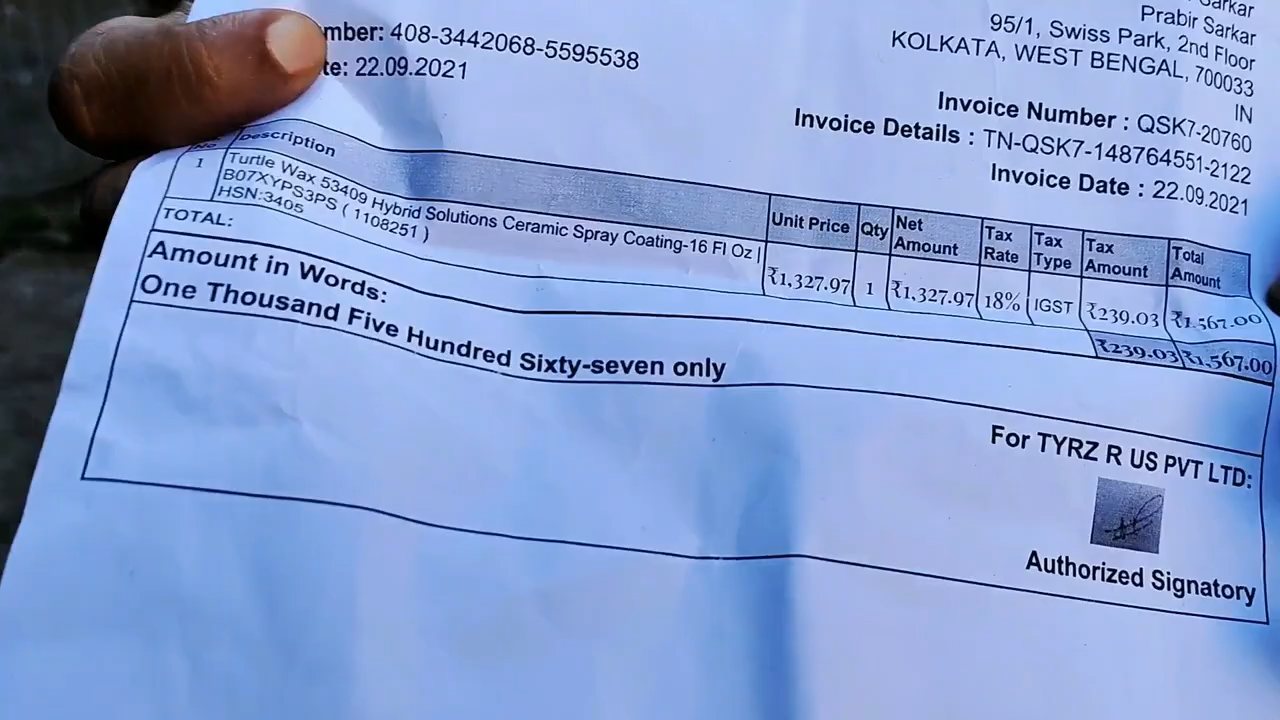 mber: 408-3442068-5595538
te: 22.09.2021
Sarkar
Prabir Sarkar
95/1, Swiss Park, 2nd Floor
KOLKATA, WEST BENGAL, 700033
IN
Invoice Number : QSK7-20760
Invoice Details : TN-QSK7-148764551-2122
Invoice Date : 22.09.2021
No Description Unit Price Qty Net Amount Tax Rate Tax Type Tax Amount Total Amount
1 Turtle Wax 53409 Hybrid Solutions Ceramic Spray Coating-16 Fl Oz |
B07XYPS3PS ( 1108251 )
HSN:3405
₹1,327.97 1 ₹1,327.97 18% IGST ₹239.03 ₹1,567.00
TOTAL: ₹239.03 ₹1,567.00
Amount in Words:
One Thousand Five Hundred Sixty-seven only
For TYRZ R US PVT LTD:
Authorized Signatory